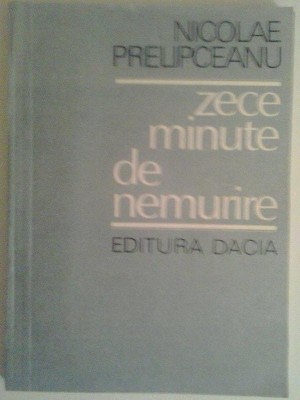 NICOLAE
PRELIPCEANU
zece
minute
de
nemurire
EDITURA DACIA